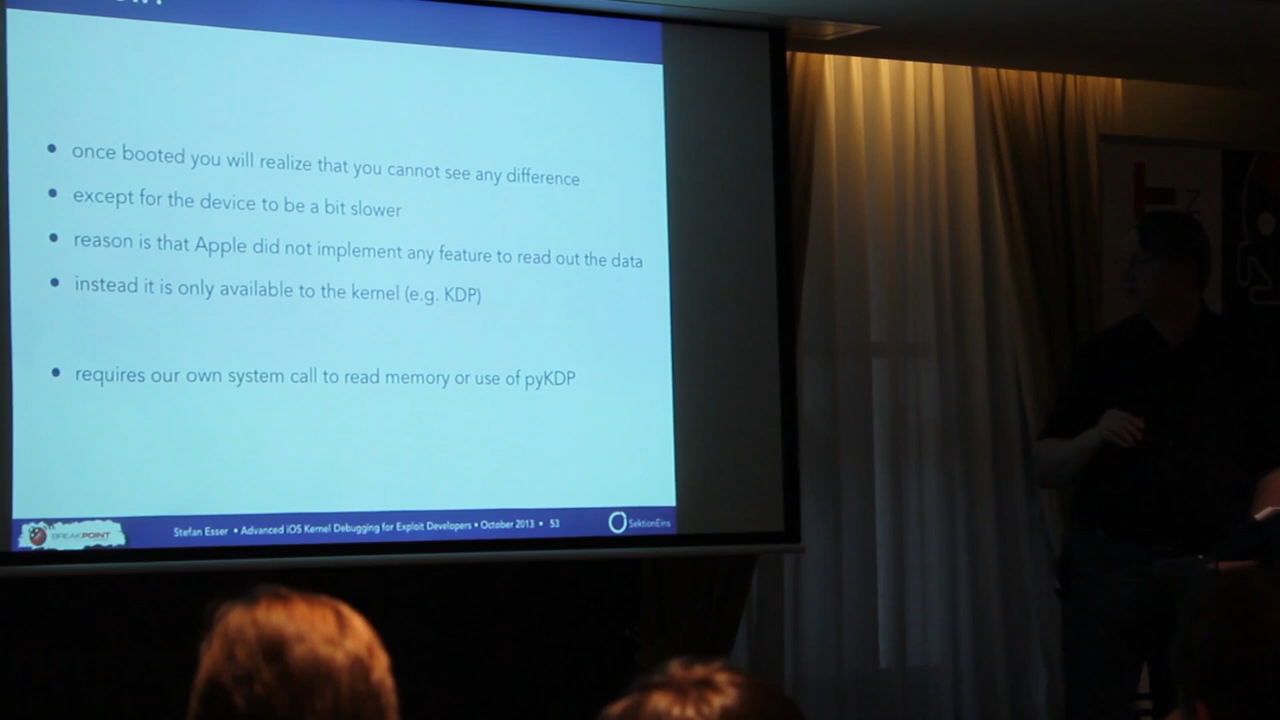 once booted you will realize that you cannot see any difference
except for the device to be a bit slower
reason is that Apple did not implement any feature to read out the data
instead it is only available to the kernel (e.g. KDP)
requires our own system call to read memory or use of pyKDP
BREAKPOINT
Stefan Esser • Advanced iOS Kernel Debugging for Exploit Developers • October 2013 • 53
SektionEins